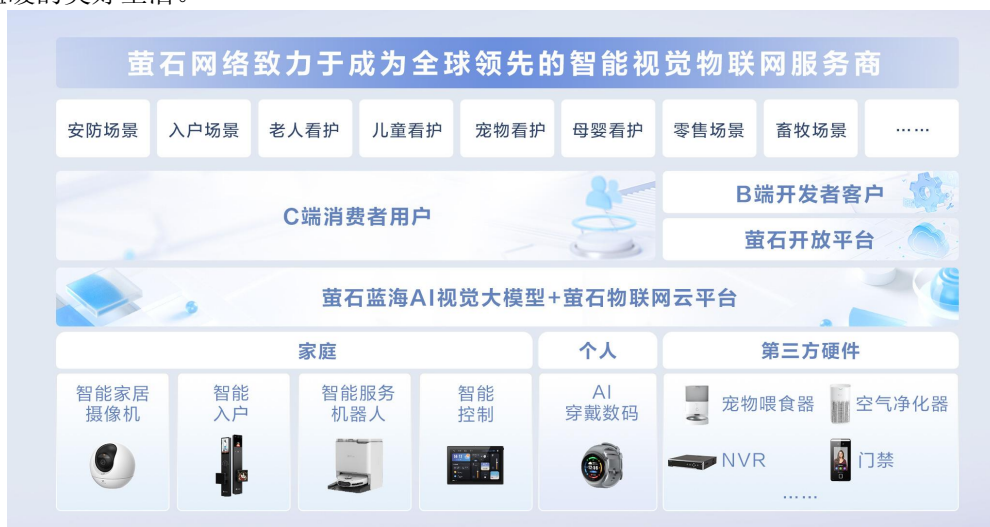 萤石网络致力于成为全球领先的智能视觉物联网服务商
安防场景
入户场景
老人看护
儿童看护
宠物看护
母婴看护
零售场景
畜牧场景
……
C端消费者用户
B端开发者客户
萤石开放平台
萤石蓝海AI视觉大模型+萤石物联网云平台
家庭
个人
第三方硬件
智能家居
摄像机
智能
入户
智能服务
机器人
智能
控制
AI
穿戴数码
宠物喂食器
空气净化器
NVR
门禁
……